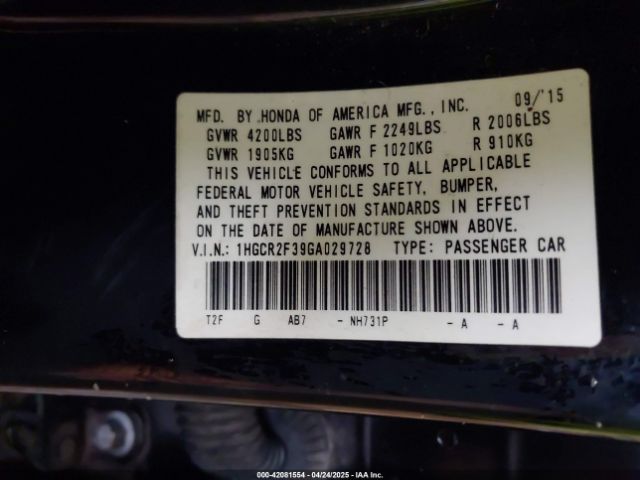 MFD. BY HONDA OF AMERICA MFG., INC. 09/'15
GVWR 4200LBS GAWR F 2249LBS R 2006LBS
GVWR 1905KG GAWR F 1020KG R 910KG
THIS VEHICLE CONFORMS TO ALL APPLICABLE
FEDERAL MOTOR VEHICLE SAFETY, BUMPER,
AND THEFT PREVENTION STANDARDS IN EFFECT
ON THE DATE OF MANUFACTURE SHOWN ABOVE.
V.I.N.: 1HGCR2F39GA029728 TYPE: PASSENGER CAR
T2F G AB7 - NH731P - A - A
000-42081554 - 04/24/2025 - IAA Inc.